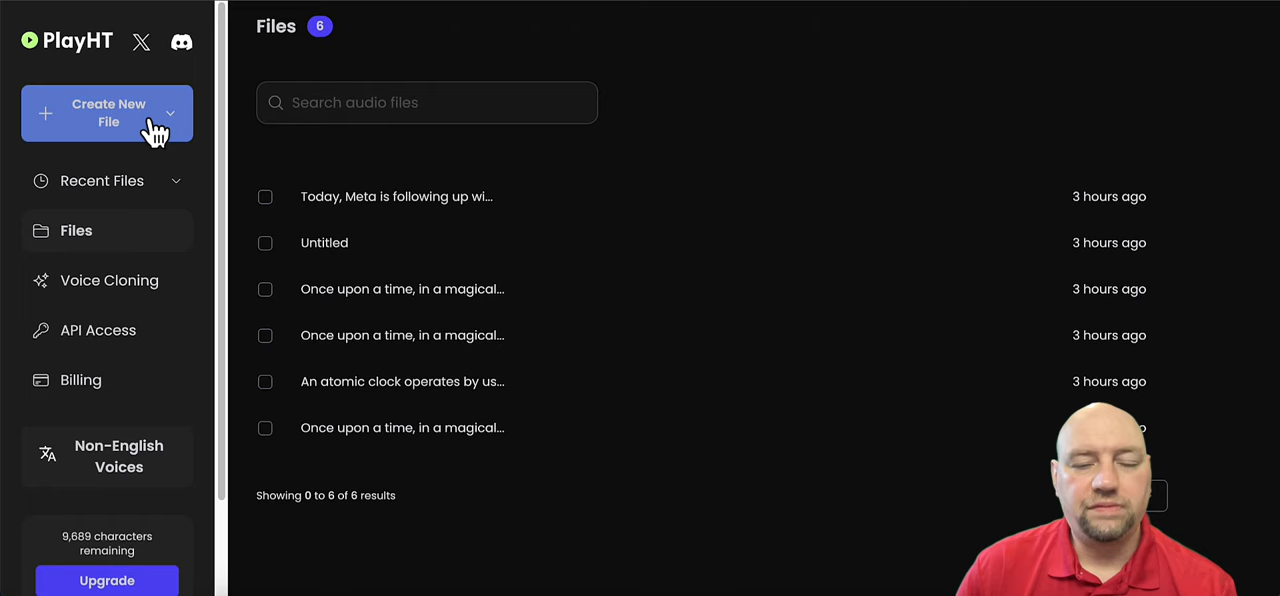 PlayHT
Create New
File
Recent Files
Files
Voice Cloning
API Access
Billing
Non-English
Voices
9,689 characters
remaining
Upgrade
Files 6
Search audio files
Today, Meta is following up wi... 3 hours ago
Untitled 3 hours ago
Once upon a time, in a magical... 3 hours ago
Once upon a time, in a magical... 3 hours ago
An atomic clock operates by us... 3 hours ago
Once upon a time, in a magical...
Showing 0 to 6 of 6 results